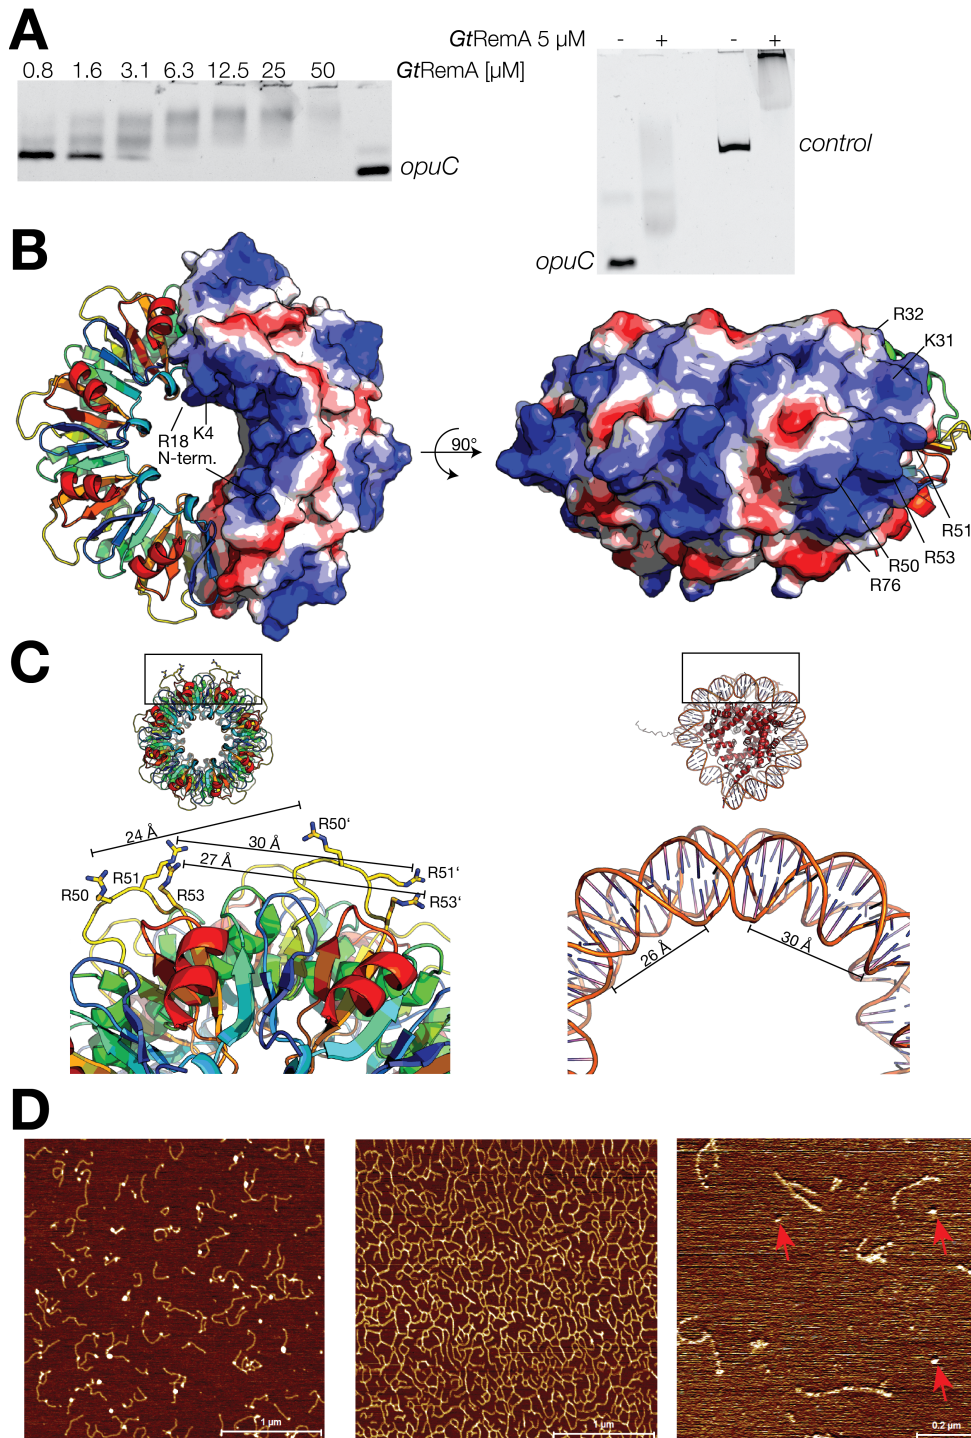 A
GtRemA 5 µM - + - +
0.8 1.6 3.1 6.3 12.5 25 50 GtRemA [µM]
opuC
control
opuC
B
R32
K31
R18 K4
N-term.
90°
R51
R53
R50
R76
C
24 Å
R50‘
30 Å
27 Å
R51‘
R50
R51
R53
R53‘
26 Å
30 Å
D
1 µm
1 µm
0.2 µm